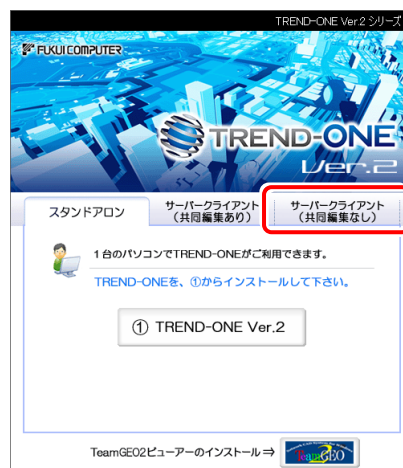 TREND-ONE Ver.2 シリーズ
FUKUI COMPUTER
TREND-ONE
Ver.2
スタンドアロン
サーバークライアント
（共同編集あり）
サーバークライアント
（共同編集なし）
1台のパソコンでTREND-ONEがご利用できます。
TREND-ONEを、①からインストールして下さい。
① TREND-ONE Ver.2
TeamGEO2ビューアーのインストール⇒
TeamGEO